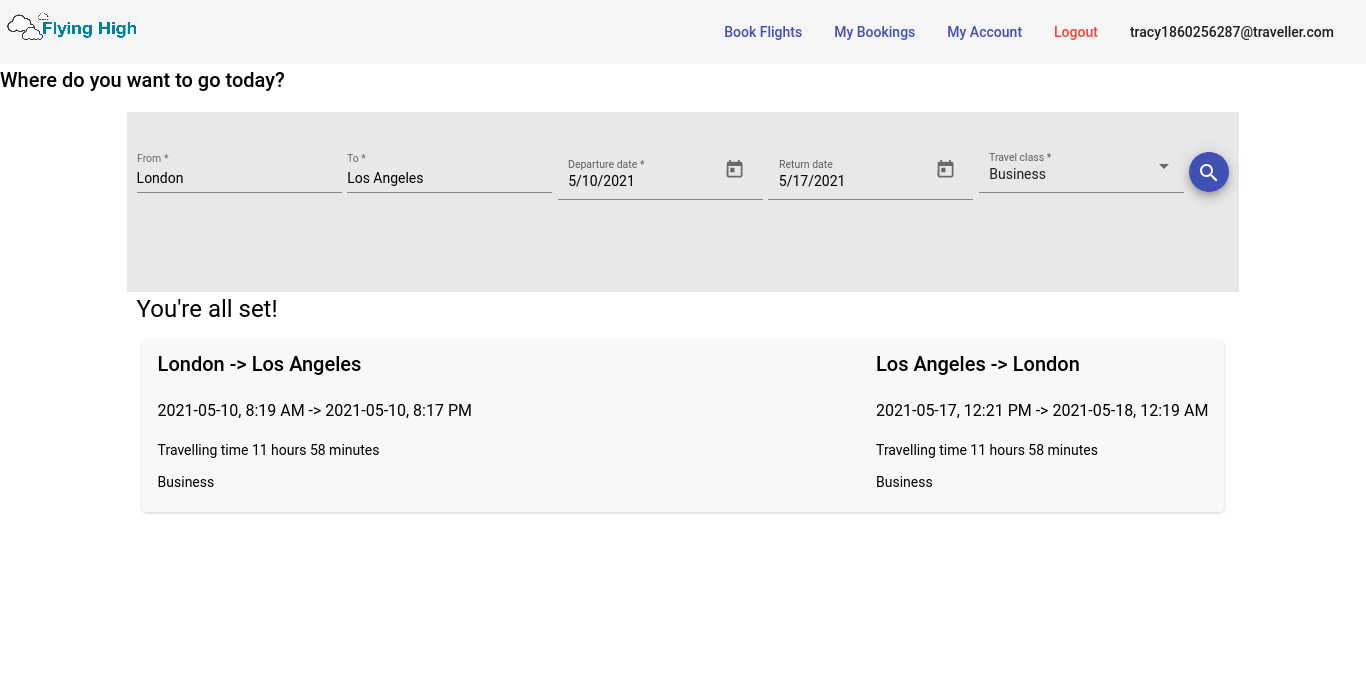 Flying High
Book Flights My Bookings My Account Logout tracy1860256287@traveller.com
Where do you want to go today?
From * To * Departure date * Return date Travel class *
London Los Angeles 5/10/2021 5/17/2021 Business
You're all set!
London -> Los Angeles Los Angeles -> London
2021-05-10, 8:19 AM -> 2021-05-10, 8:17 PM 2021-05-17, 12:21 PM -> 2021-05-18, 12:19 AM
Travelling time 11 hours 58 minutes Travelling time 11 hours 58 minutes
Business Business